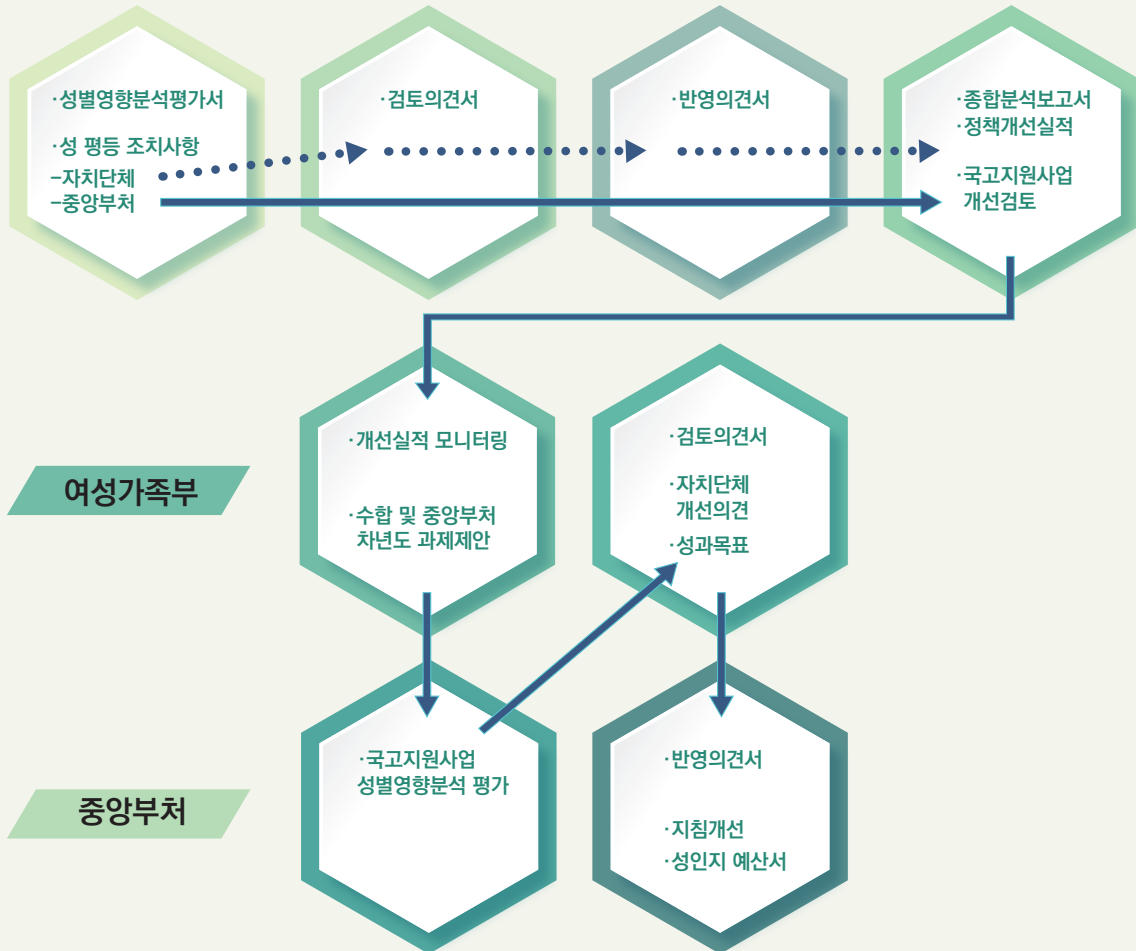 ·성별영향분석평가서
·성 평등 조치사항
-자치단체
-중앙부처
·검토의견서
·반영의견서
·종합분석보고서
·정책개선실적
·국고지원사업
개선검토
여성가족부
·개선실적 모니터링
·수합 및 중앙부처
차년도 과제제안
·검토의견서
·자치단체
개선의견
·성과목표
중앙부처
·국고지원사업
성별영향분석 평가
·반영의견서
·지침개선
·성인지 예산서